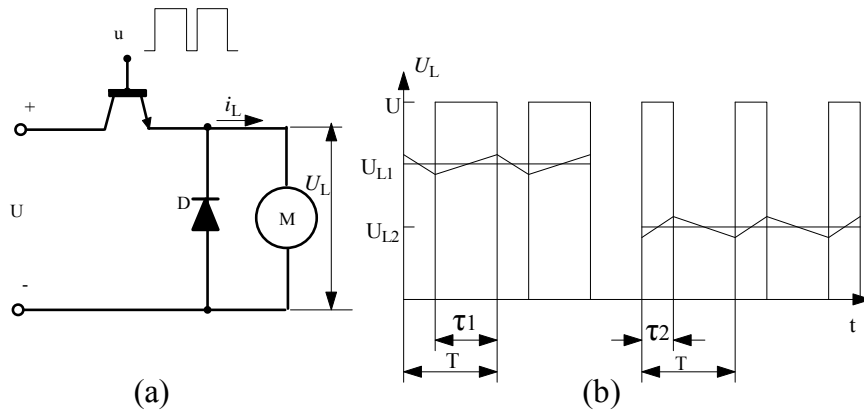 u
+
i_L
U
D
M
U_L
-
(a)
U_L
U
U_L1
U_L2
t
τ1
T
τ2
T
(b)